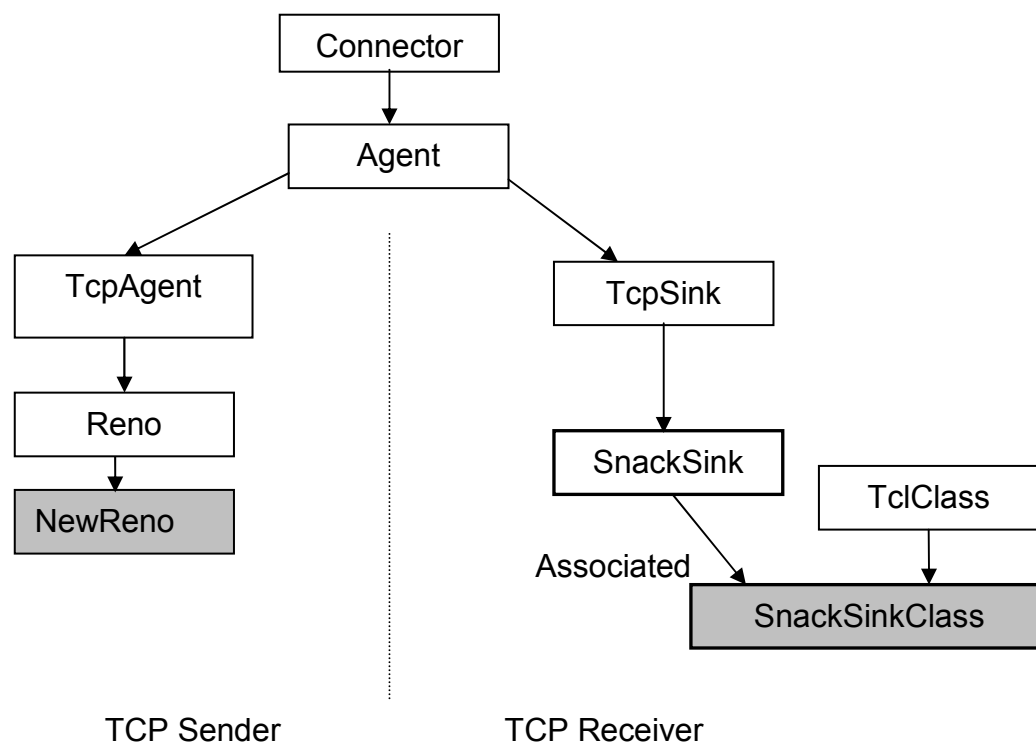 Connector
Agent
TcpAgent
TcpSink
Reno
SnackSink
NewReno
TclClass
Associated
SnackSinkClass
TCP Sender
TCP Receiver